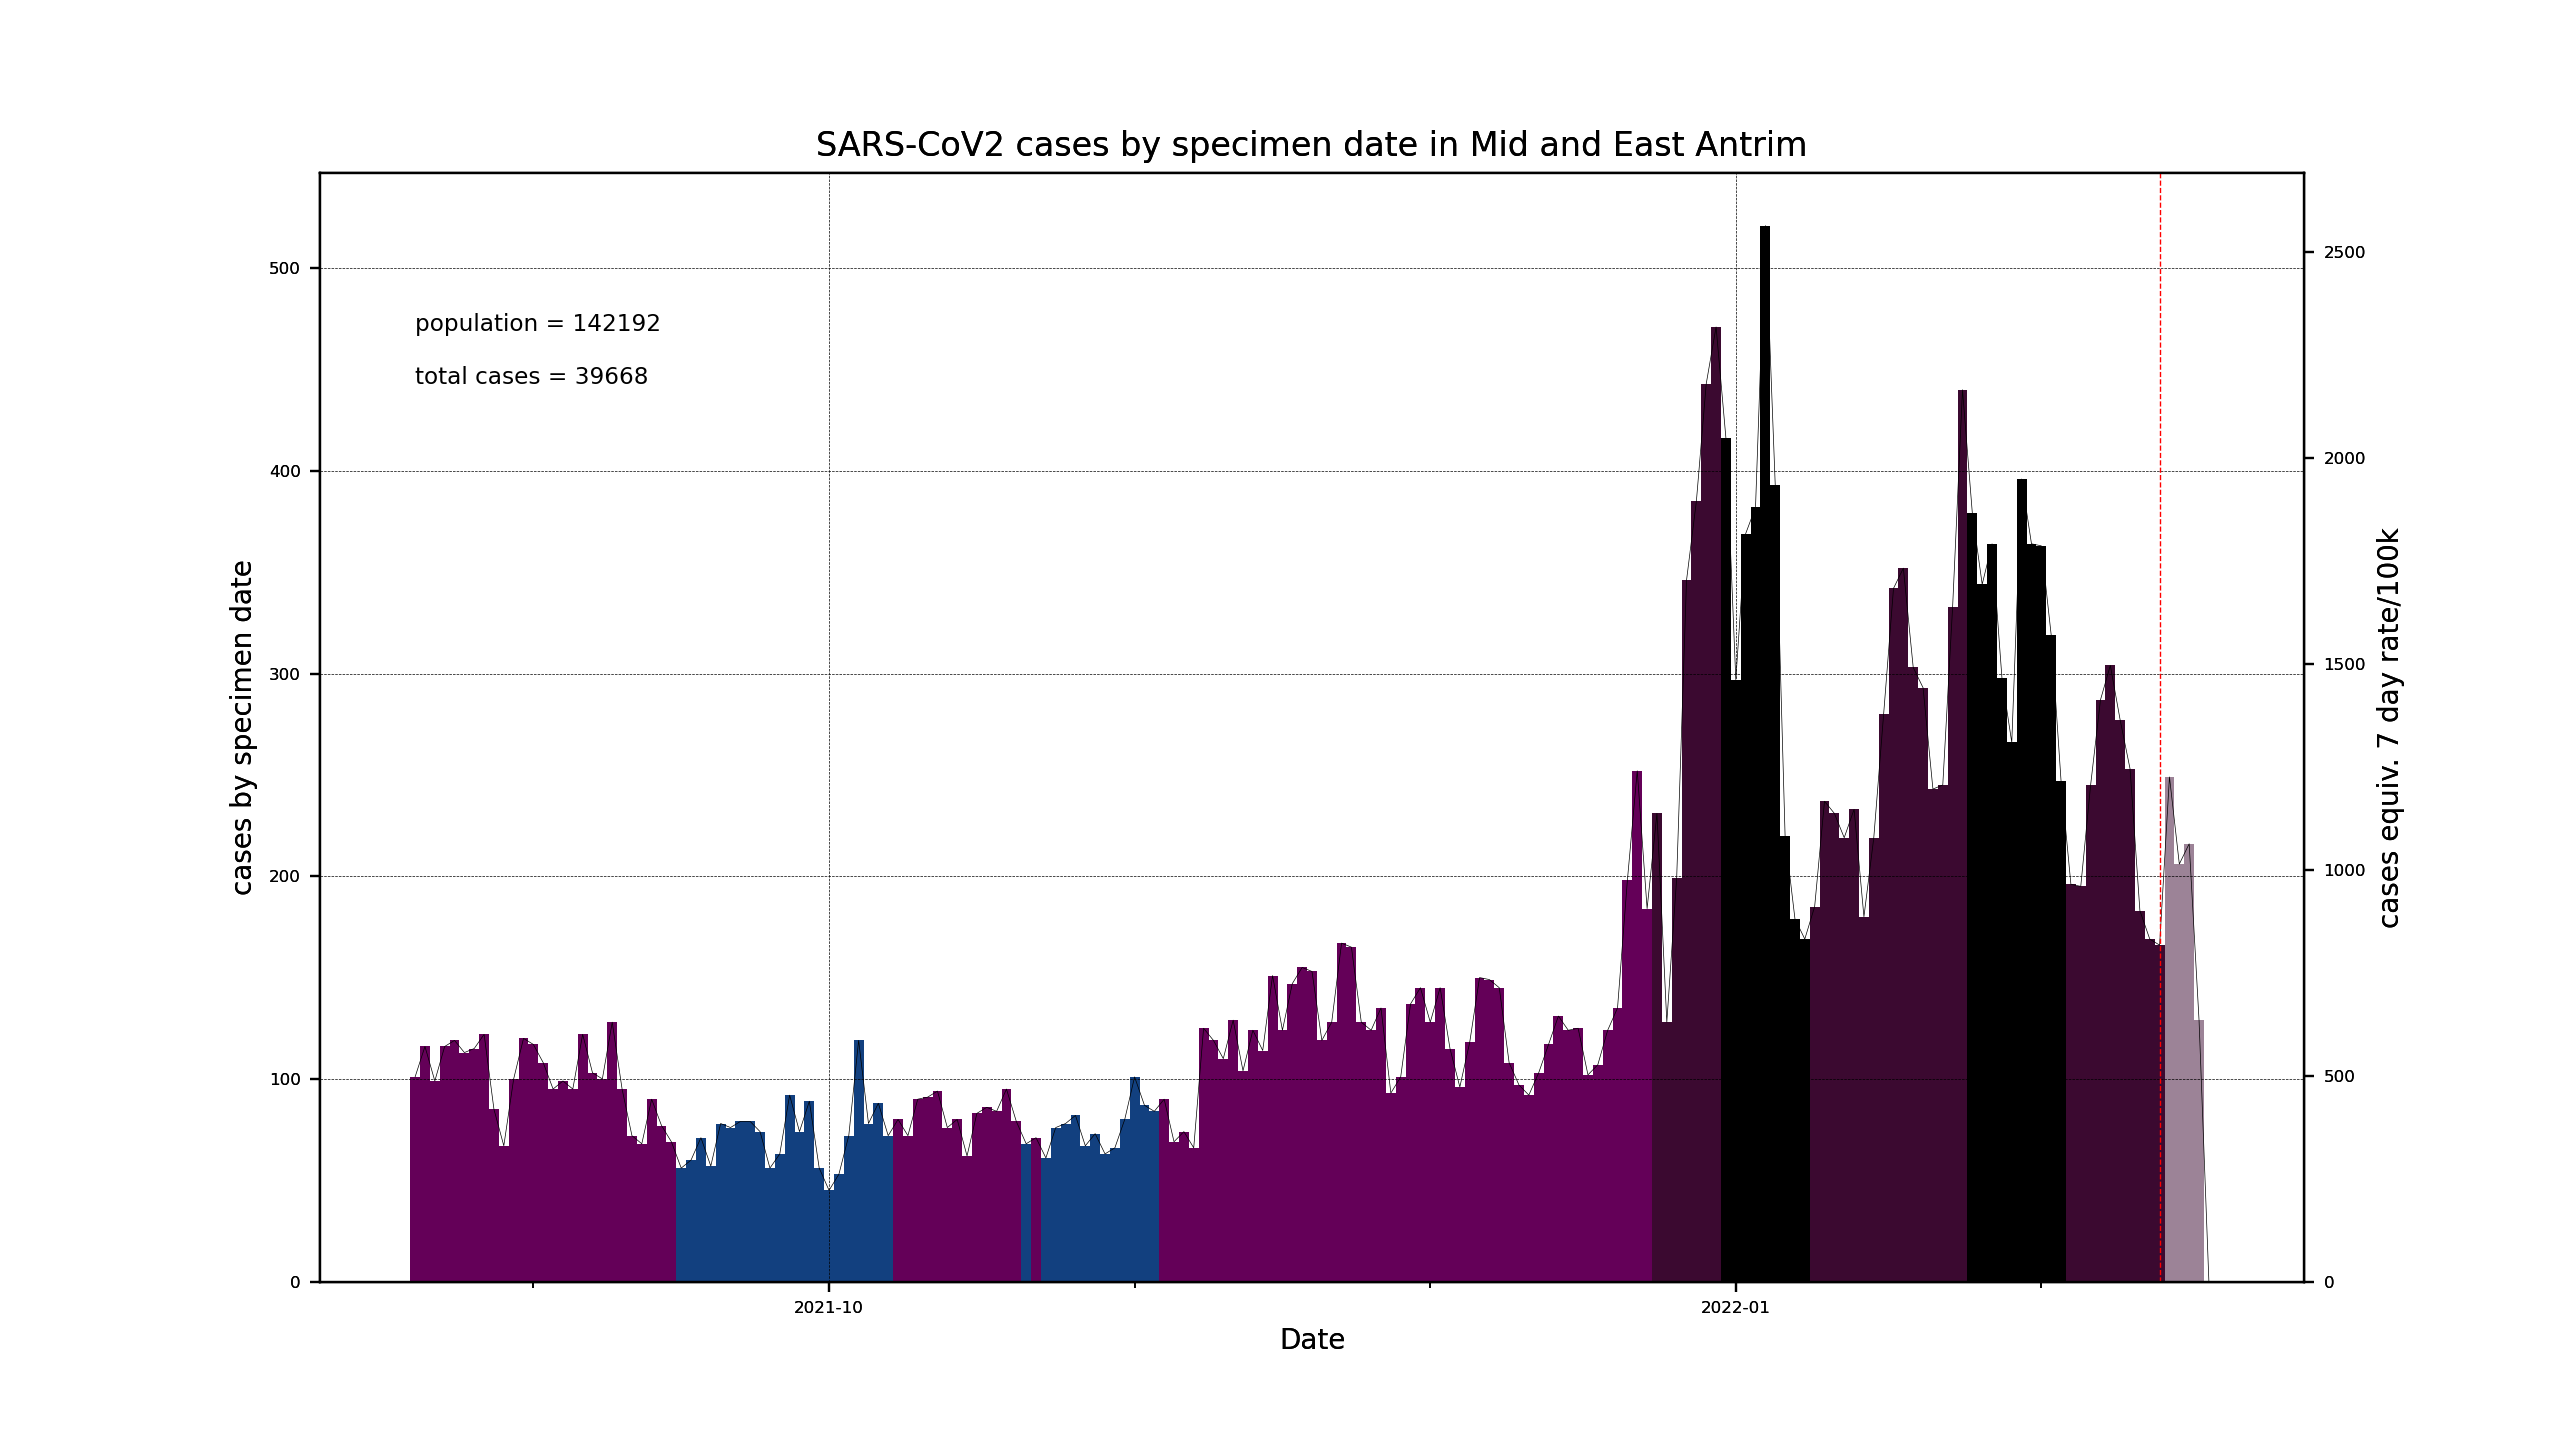 SARS-CoV2 cases by specimen date in Mid and East Antrim
population = 142192
total cases = 39668
cases by specimen date
500
400
300
200
100
0
2500
2000
1500
1000
500
0
cases equiv. 7 day rate/100k
2021-10
2022-01
Date